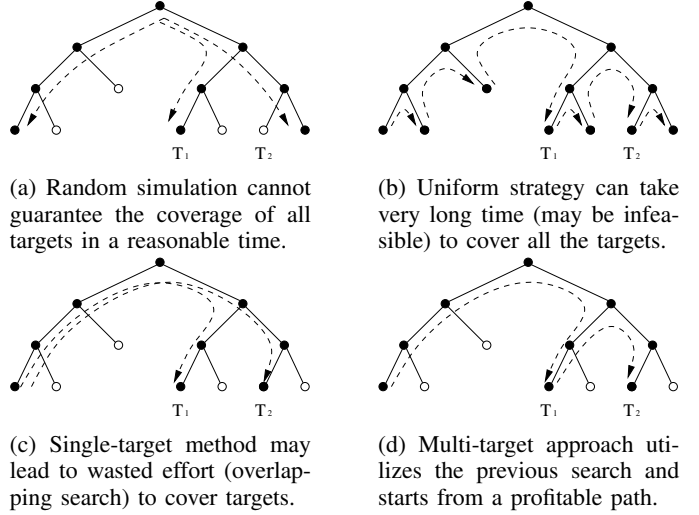 T₁ T₂
T₁ T₂
(a) Random simulation cannot
guarantee the coverage of all
targets in a reasonable time.
(b) Uniform strategy can take
very long time (may be infea-
sible) to cover all the targets.
T₁ T₂
T₁ T₂
(c) Single-target method may
lead to wasted effort (overlap-
ping search) to cover targets.
(d) Multi-target approach uti-
lizes the previous search and
starts from a profitable path.